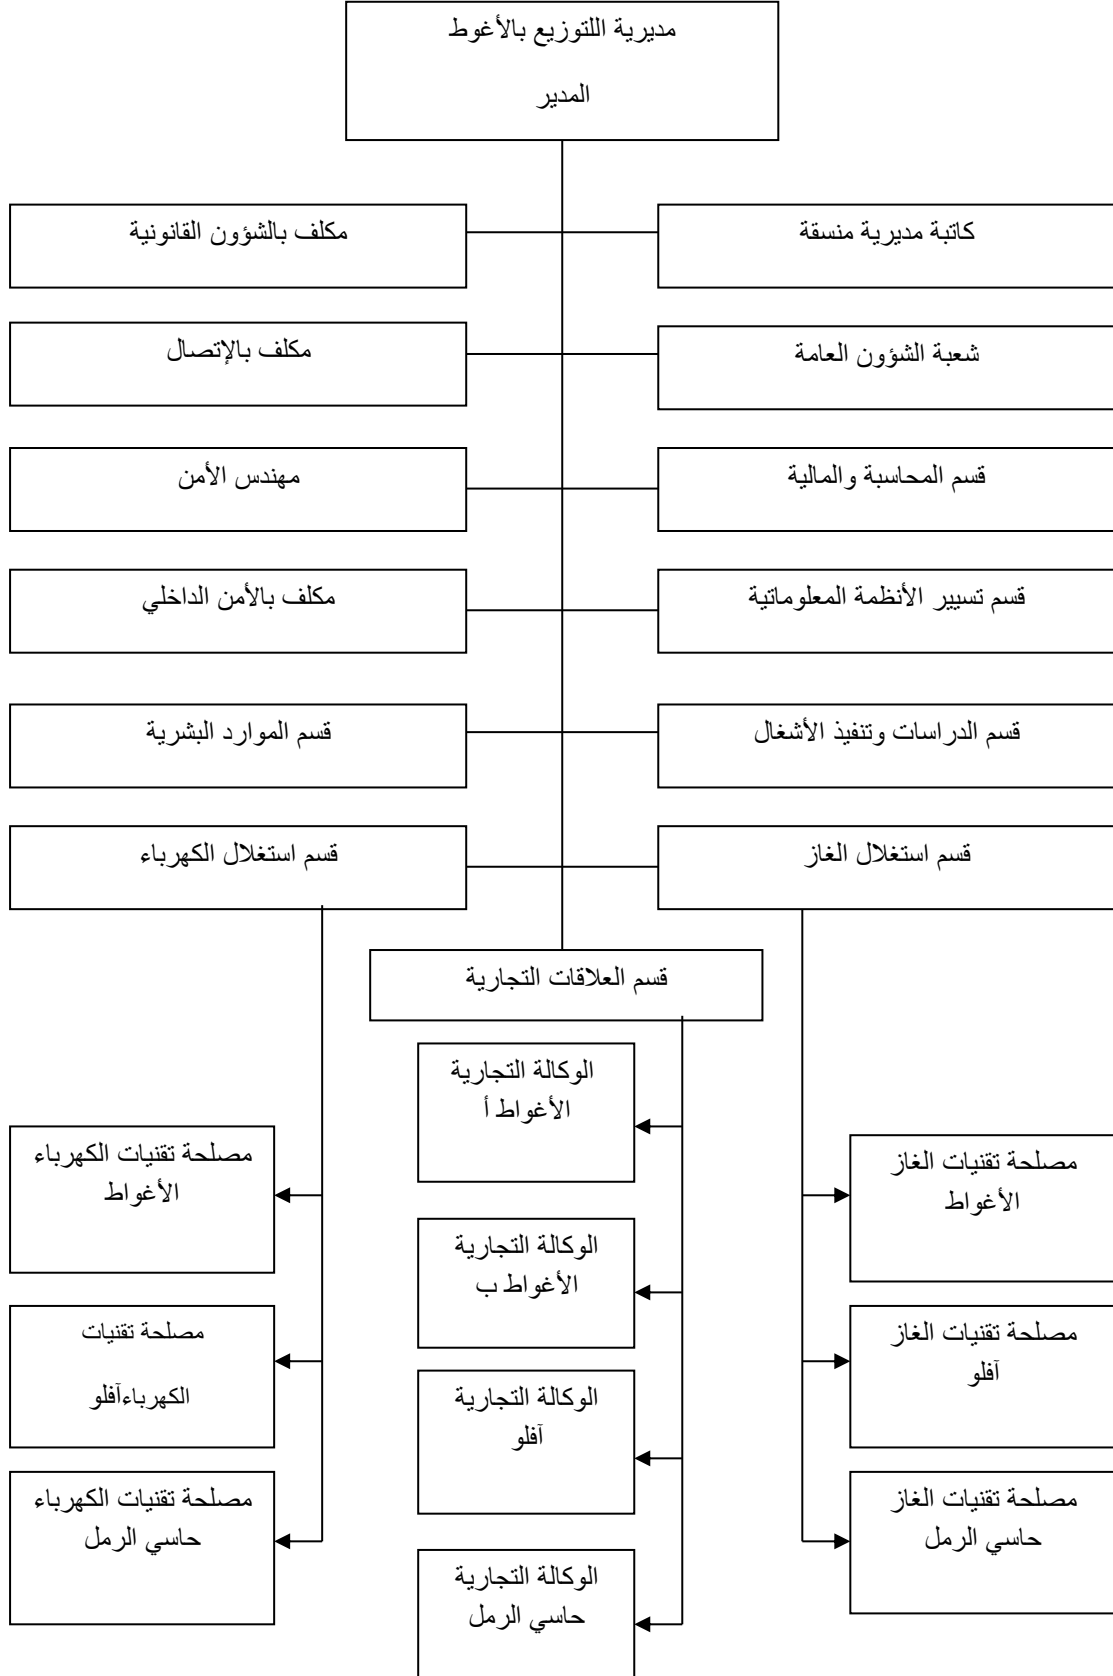 مديرية اللتوزيع بالأغوط
المدير
كاتبة مديرية منسقة
مكلف بالشؤون القانونية
شعبة الشؤون العامة
مكلف بالإتصال
قسم المحاسبة والمالية
مهندس الأمن
قسم تسيير الأنظمة المعلوماتية
مكلف بالأمن الداخلي
قسم الدراسات وتنفيذ الأشغال
قسم الموارد البشرية
قسم استغلال الغاز
قسم استغلال الكهرباء
قسم العلاقات التجارية
مصلحة تقنيات الغاز
الأغواط
مصلحة تقنيات الغاز
آفلو
مصلحة تقنيات الغاز
حاسي الرمل
الوكالة التجارية
الأغواط أ
الوكالة التجارية
الأغواط ب
الوكالة التجارية
آفلو
الوكالة التجارية
حاسي الرمل
مصلحة تقنيات الكهرباء
الأغواط
مصلحة تقنيات
الكهرباءآفلو
مصلحة تقنيات الكهرباء
حاسي الرمل